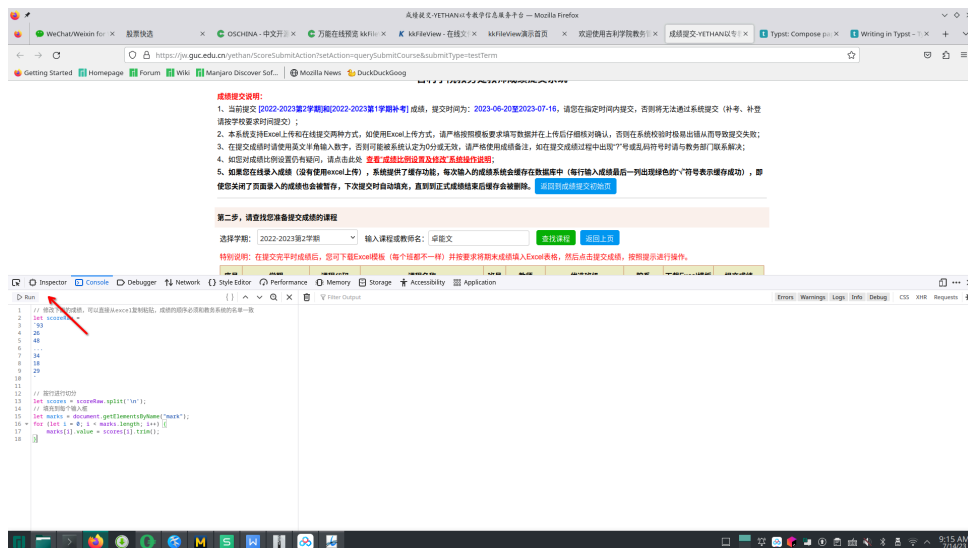 成绩提交-YETHAN以专教学信息服务平台 — Mozilla Firefox
WeChat/Weixin for
股票快选
OSCHINA - 中文开源
万能在线预览 kkFile
kkFileView - 在线文
kkFileView演示首页
欢迎使用吉利学院教务
成绩提交-YETHAN以专
Typst: Compose pa
Writing in Typst –
https://jw.guc.edu.cn/yethan/ScoreSubmitAction?setAction=querySubmitCourse&submitType=testTerm
Getting Started Homepage Forum Wiki Manjaro Discover Sof... Mozilla News DuckDuckGoog
成绩提交说明：
1、当前提交 [2022-2023第2学期]和[2022-2023第1学期补考] 成绩，提交时间为：2023-06-20至2023-07-16，请您在指定时间内提交，否则将无法通过系统提交（补考、补登
请按学校要求时间提交）；
2、本系统支持Excel上传和在线提交两种方式，如使用Excel上传方式，请严格按照模板要求填写数据并在上传后仔细核对确认，否则在系统校验时极易出错从而导致提交失败；
3、在提交成绩时请使用英文半角输入数字，否则可能被系统认定为0分或无效，请严格使用成绩备注，如在提交成绩过程中出现"?"号或乱码符号时请与教务部门联系解决；
4、如您对成绩比例设置仍有疑问，请点击此处 查看"成绩比例设置及修改"系统操作说明；
5、如果您在线录入成绩（没有使用excel上传），系统提供了缓存功能，每次输入的成绩系统会缓存在数据库中（每行输入成绩最后一列出现绿色的"√"符号表示缓存成功），即
使您关闭了页面录入的成绩也会被暂存，下次提交时自动填充，直到到正式成绩结束后缓存会被删除。 返回到成绩提交初始页
第二步，请查找您准备提交成绩的课程
选择学期： 2022-2023第2学期 输入课程或教师名： 卓能文 查找课程 返回上页
特别说明：在提交完平时成绩后，您可下载Excel模板（每个班都不一样）并按要求将期末成绩填入Excel表格，然后点击提交成绩，按照提示进行操作。
Inspector Console Debugger Network Style Editor Performance Memory Storage Accessibility Application
Run { } Filter Output Errors Warnings Logs Info Debug CSS XHR Requests
1 // 修改下面的成绩，可以直接从excel复制粘贴，成绩的顺序必须和教务系统的名单一致
2 let scoreRaw =
3 `93
4 26
5 48
6 ...
7 34
8 18
9 29
10 `
11
12 // 按行进行切分
13 let scores = scoreRaw.split('\n');
14 // 填充到每个输入框
15 let marks = document.getElementsByName("mark");
16 for (let i = 0; i < marks.length; i++) {
17 marks[i].value = scores[i].trim();
18 }
9:15 AM
7/14/23